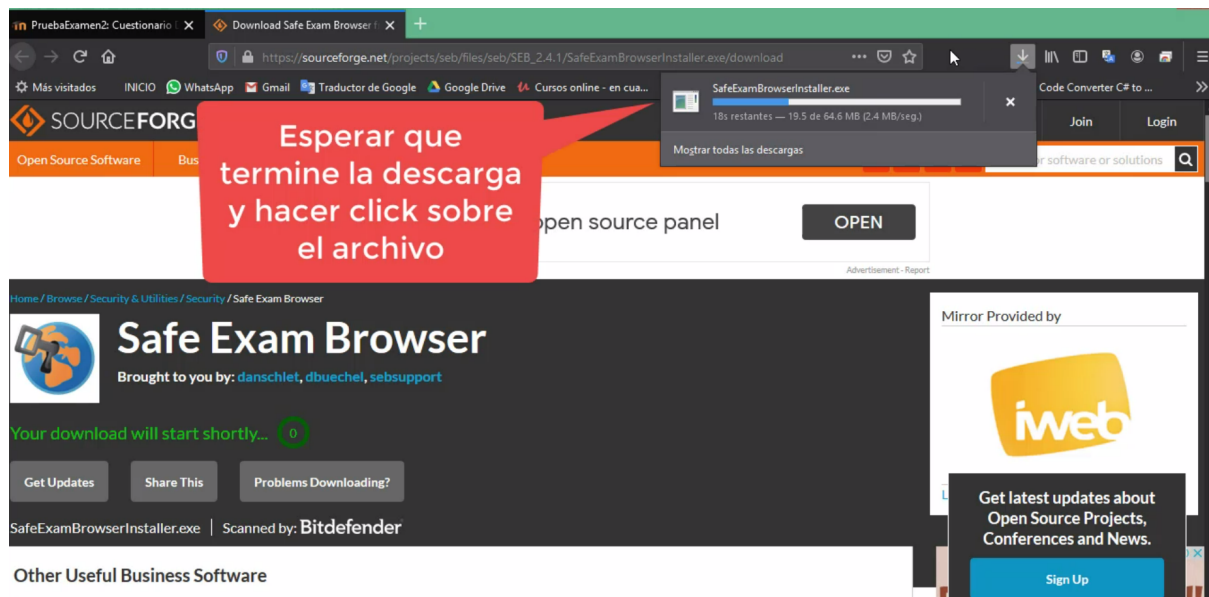 PruebaExamen2: Cuestionario
Download Safe Exam Browser f
https://sourceforge.net/projects/seb/files/seb/SEB_2.4.1/SafeExamBrowserInstaller.exe/download
Más visitados INICIO WhatsApp Gmail Traductor de Google Google Drive Cursos online - en cua... Code Converter C# to ...
SafeExamBrowserInstaller.exe
18s restantes — 19.5 de 64.6 MB (2.4 MB/seg.)
Mostrar todas las descargas
SOURCEFORG
Join Login
Open Source Software Bus
or software or solutions
Esperar que
termine la descarga
y hacer click sobre
el archivo
open source panel
OPEN
Advertisement - Report
Home / Browse / Security & Utilities / Security / Safe Exam Browser
Safe Exam Browser
Brought to you by: danschlet, dbuechel, sebsupport
Your download will start shortly... 0
Get Updates Share This Problems Downloading?
SafeExamBrowserInstaller.exe | Scanned by: Bitdefender
Other Useful Business Software
Mirror Provided by
iweb
L
Get latest updates about
Open Source Projects,
Conferences and News.
Sign Up